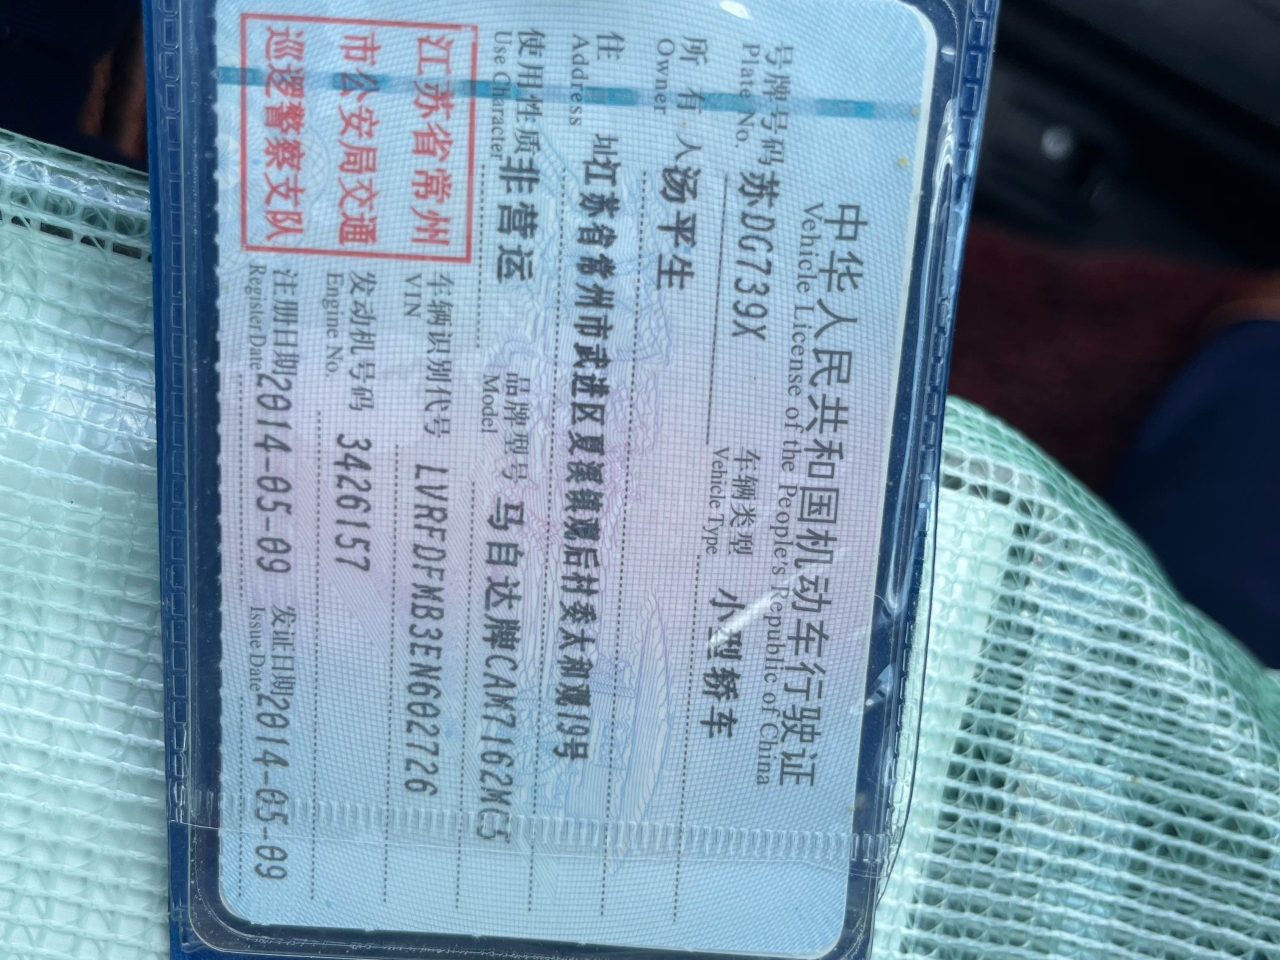 中华人民共和国机动车行驶证
Vehicle License of the People's Republic of China
号牌号码 苏DG739X 车辆类型 小型轿车
Plate No. Vehicle Type
所有人 汤平生
Owner
住址 江苏省常州市武进区夏溪镇观后村委大和观19号
Address
使用性质 非营运 品牌型号 马自达牌CAM7162MC5
Use Character Model
江苏省常州
市公安局交通
巡逻警察支队
车辆识别代号 LVRFDFMB3EN602726
VIN
发动机号码 3426157
Engine No.
注册日期 2014-05-09 发证日期 2014-05-09
Register Date Issue Date